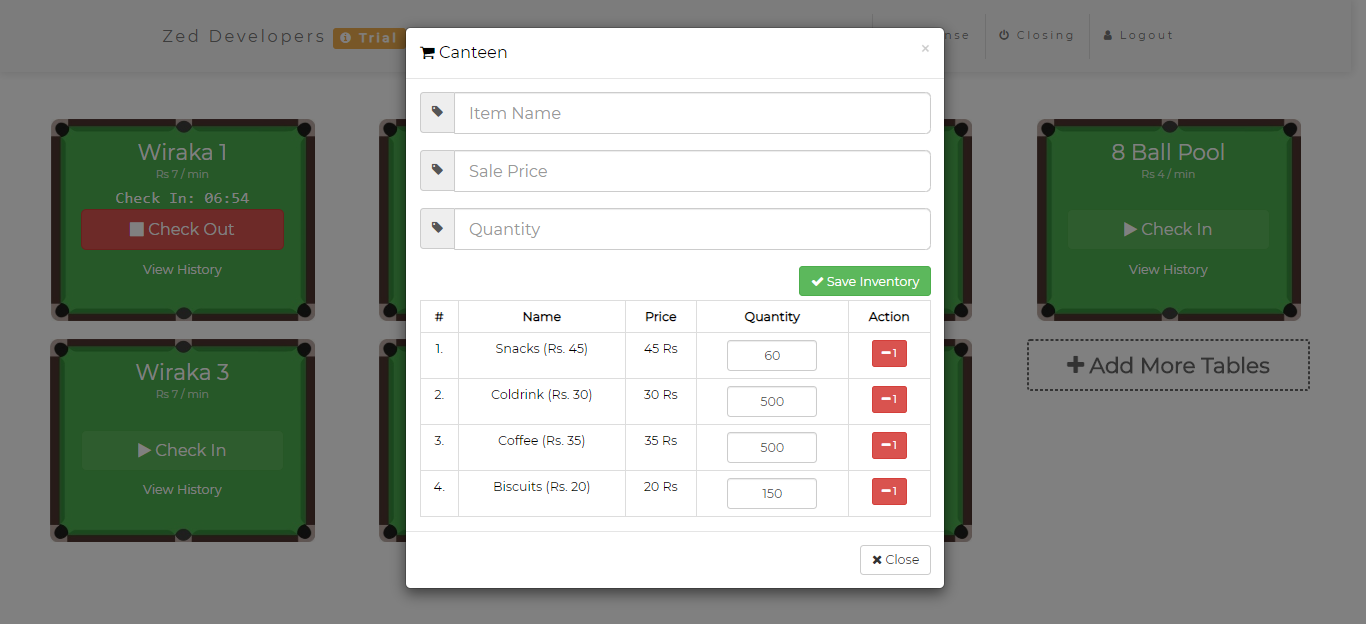 Zed Developers Trial
Closing
Logout
Canteen
×
Item Name
Sale Price
Quantity
Save Inventory
# Name Price Quantity Action
1. Snacks (Rs. 45) 45 Rs 60 1
2. Coldrink (Rs. 30) 30 Rs 500 1
3. Coffee (Rs. 35) 35 Rs 500 1
4. Biscuits (Rs. 20) 20 Rs 150 1
Close
Wiraka 1
Rs 7 / min
Check In: 06:54
Check Out
View History
8 Ball Pool
Rs 4 / min
Check In
View History
Wiraka 3
Rs 7 / min
Check In
View History
Add More Tables